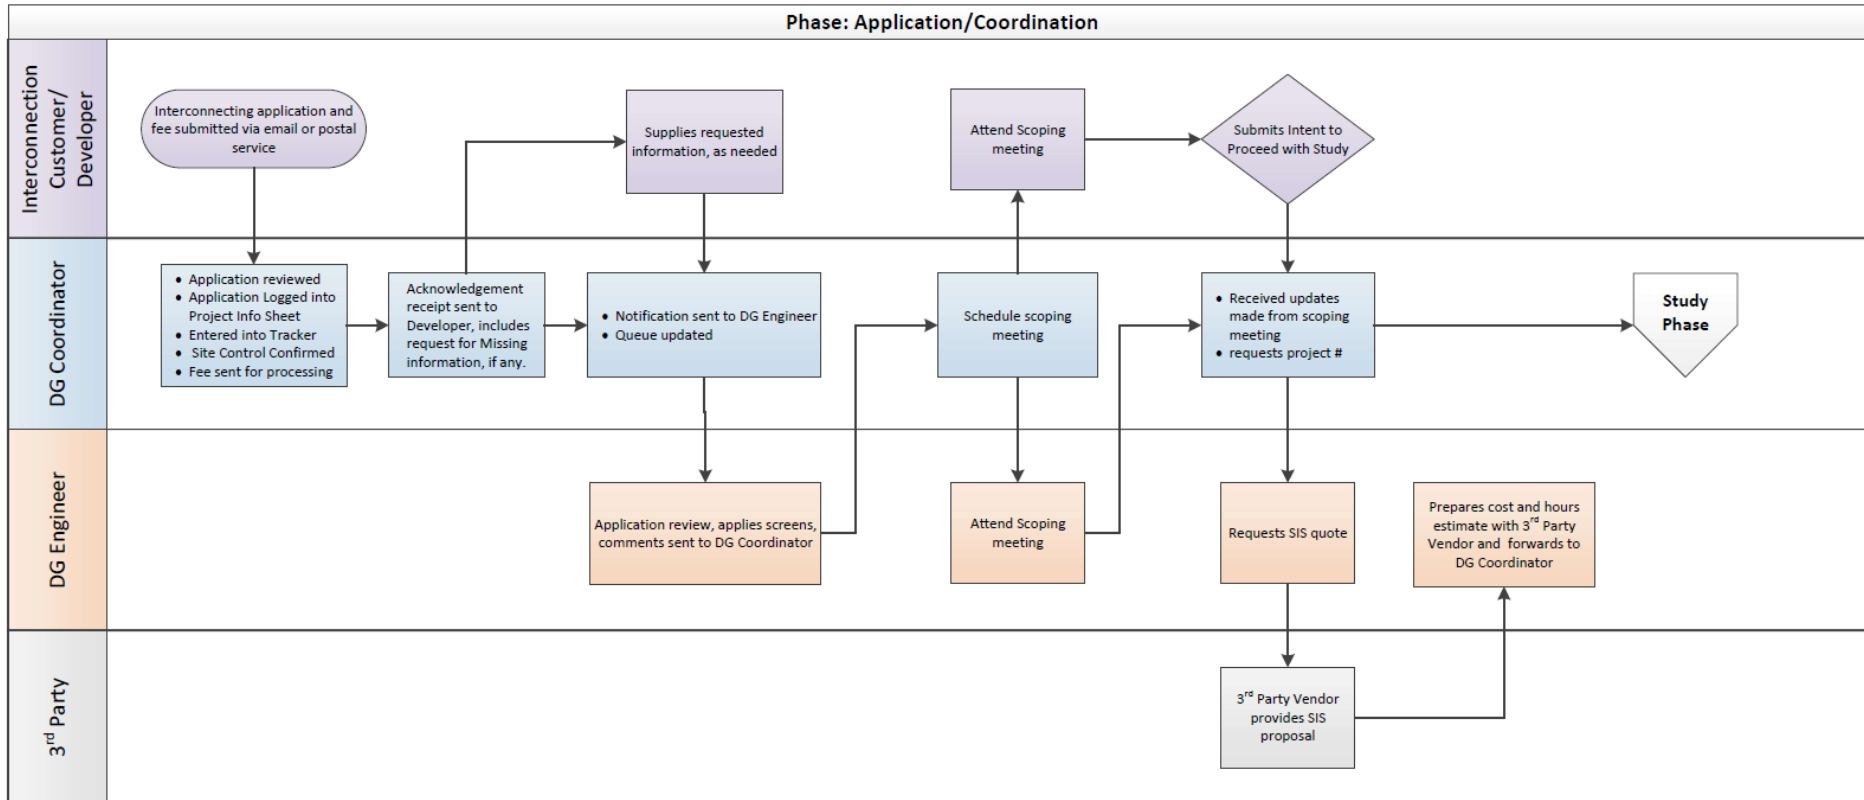 Phase: Application/Coordination
Interconnection
Customer/
Developer
Interconnecting application and
fee submitted via email or postal
service
Supplies requested
information, as needed
Attend Scoping
meeting
Submits Intent to
Proceed with Study
DG Coordinator
• Application reviewed
• Application Logged into
Project Info Sheet
• Entered into Tracker
• Site Control Confirmed
• Fee sent for processing
Acknowledgement
receipt sent to
Developer, includes
request for Missing
information, if any.
• Notification sent to DG Engineer
• Queue updated
Schedule scoping
meeting
• Received updates
made from scoping
meeting
• requests project #
Study
Phase
DG Engineer
Application review, applies screens,
comments sent to DG Coordinator
Attend Scoping
meeting
Requests SIS quote
Prepares cost and hours
estimate with 3rd Party
Vendor and forwards to
DG Coordinator
3rd Party
3rd Party Vendor
provides SIS
proposal